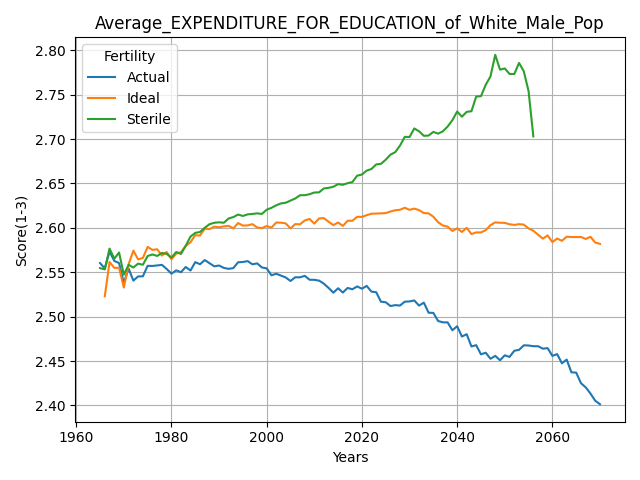 Average_EXPENDITURE_FOR_EDUCATION_of_White_Male_Pop
Fertility
Actual
Ideal
Sterile
Score(1-3)
2.80
2.75
2.70
2.65
2.60
2.55
2.50
2.45
2.40
1960 1980 2000 2020 2040 2060
Years